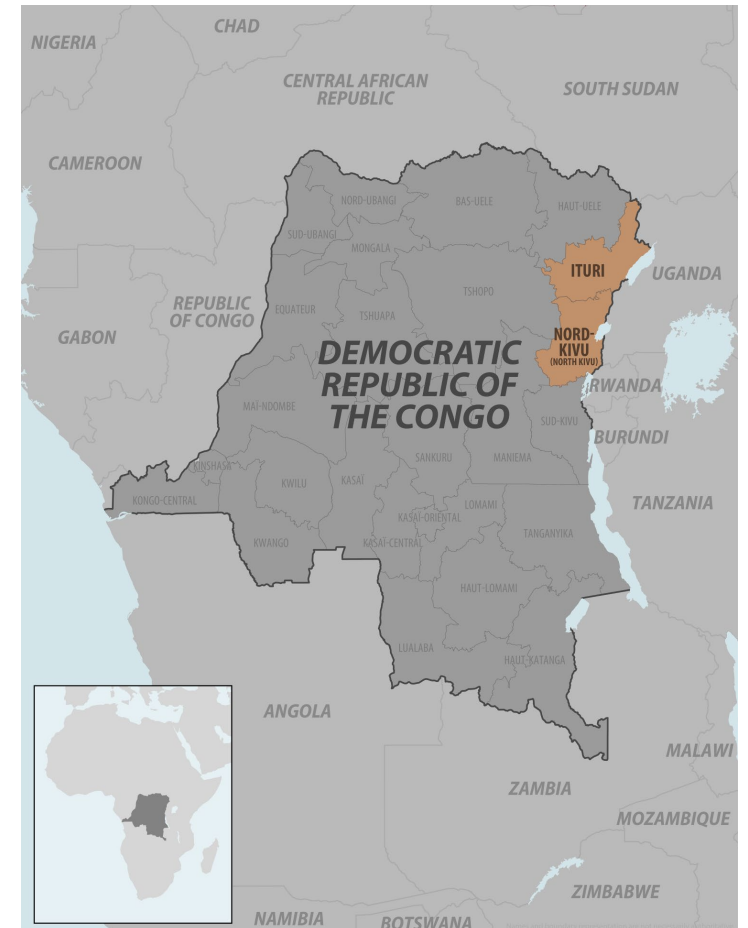 CHAD
NIGERIA
CENTRAL AFRICAN
REPUBLIC
SOUTH SUDAN
CAMEROON
NORD-UBANGI
BAS-UELE
HAUT-UELE
SUD-UBANGI
MONGALA
ITURI
UGANDA
TSHOPO
REPUBLIC
OF CONGO
EQUATEUR
TSHUAPA
GABON
NORD-
KIVU
(NORTH KIVU)
DEMOCRATIC
REPUBLIC OF
THE CONGO
RWANDA
MAÏ-NDOMBE
SUD-KIVU
BURUNDI
SANKURU
MANIEMA
KINSHASA
KWILU
KASAÏ
KONGO-CENTRAL
LOMAMI
TANZANIA
KASAÏ-ORIENTAL
TANGANYIKA
KWANGO
KASAÏ-CENTRAL
HAUT-LOMAMI
LUALABA
HAUT-KATANGA
ANGOLA
MALAWI
ZAMBIA
MOZAMBIQUE
ZIMBABWE
NAMIBIA
BOTSWANA